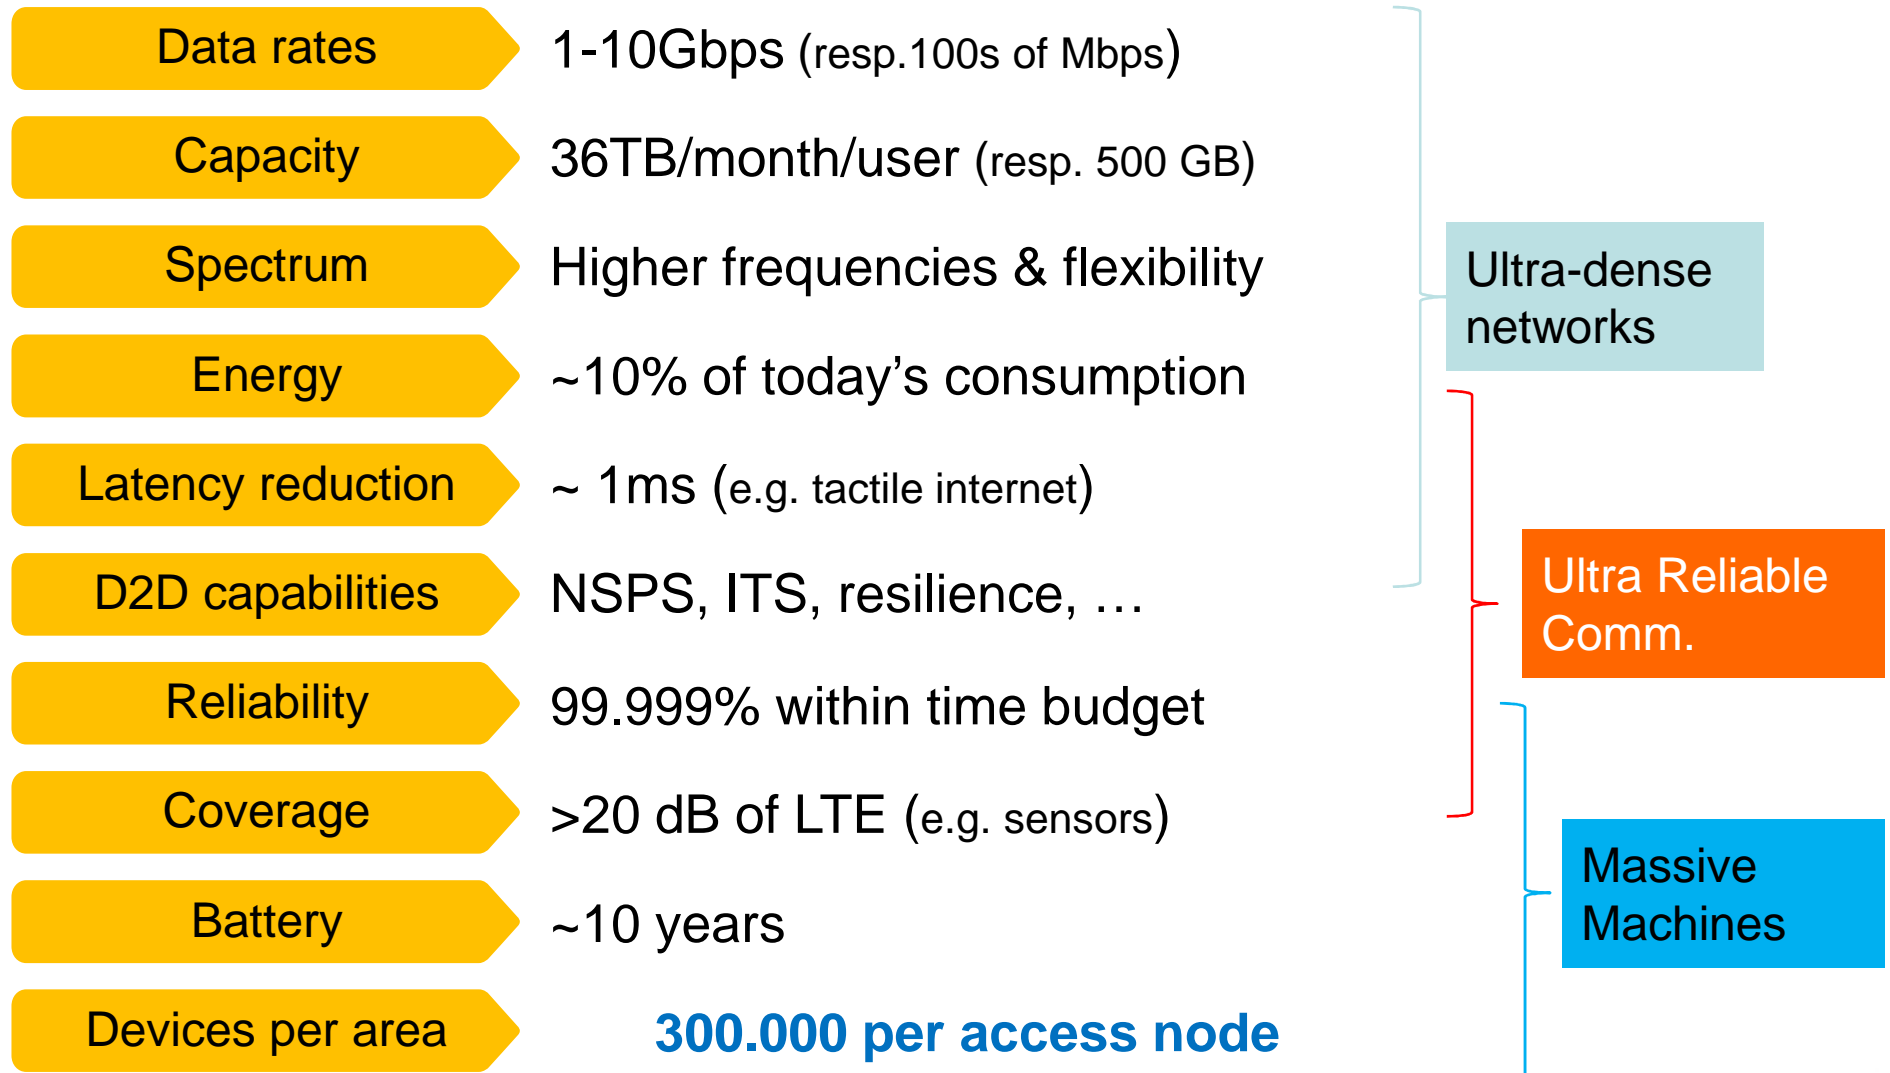 Data rates
1-10Gbps (resp.100s of Mbps)
Capacity
36TB/month/user (resp. 500 GB)
Spectrum
Higher frequencies & flexibility
Ultra-dense
networks
Energy
~10% of today’s consumption
Latency reduction
~ 1ms (e.g. tactile internet)
D2D capabilities
NSPS, ITS, resilience, …
Ultra Reliable
Comm.
Reliability
99.999% within time budget
Coverage
>20 dB of LTE (e.g. sensors)
Massive
Machines
Battery
~10 years
Devices per area
300.000 per access node